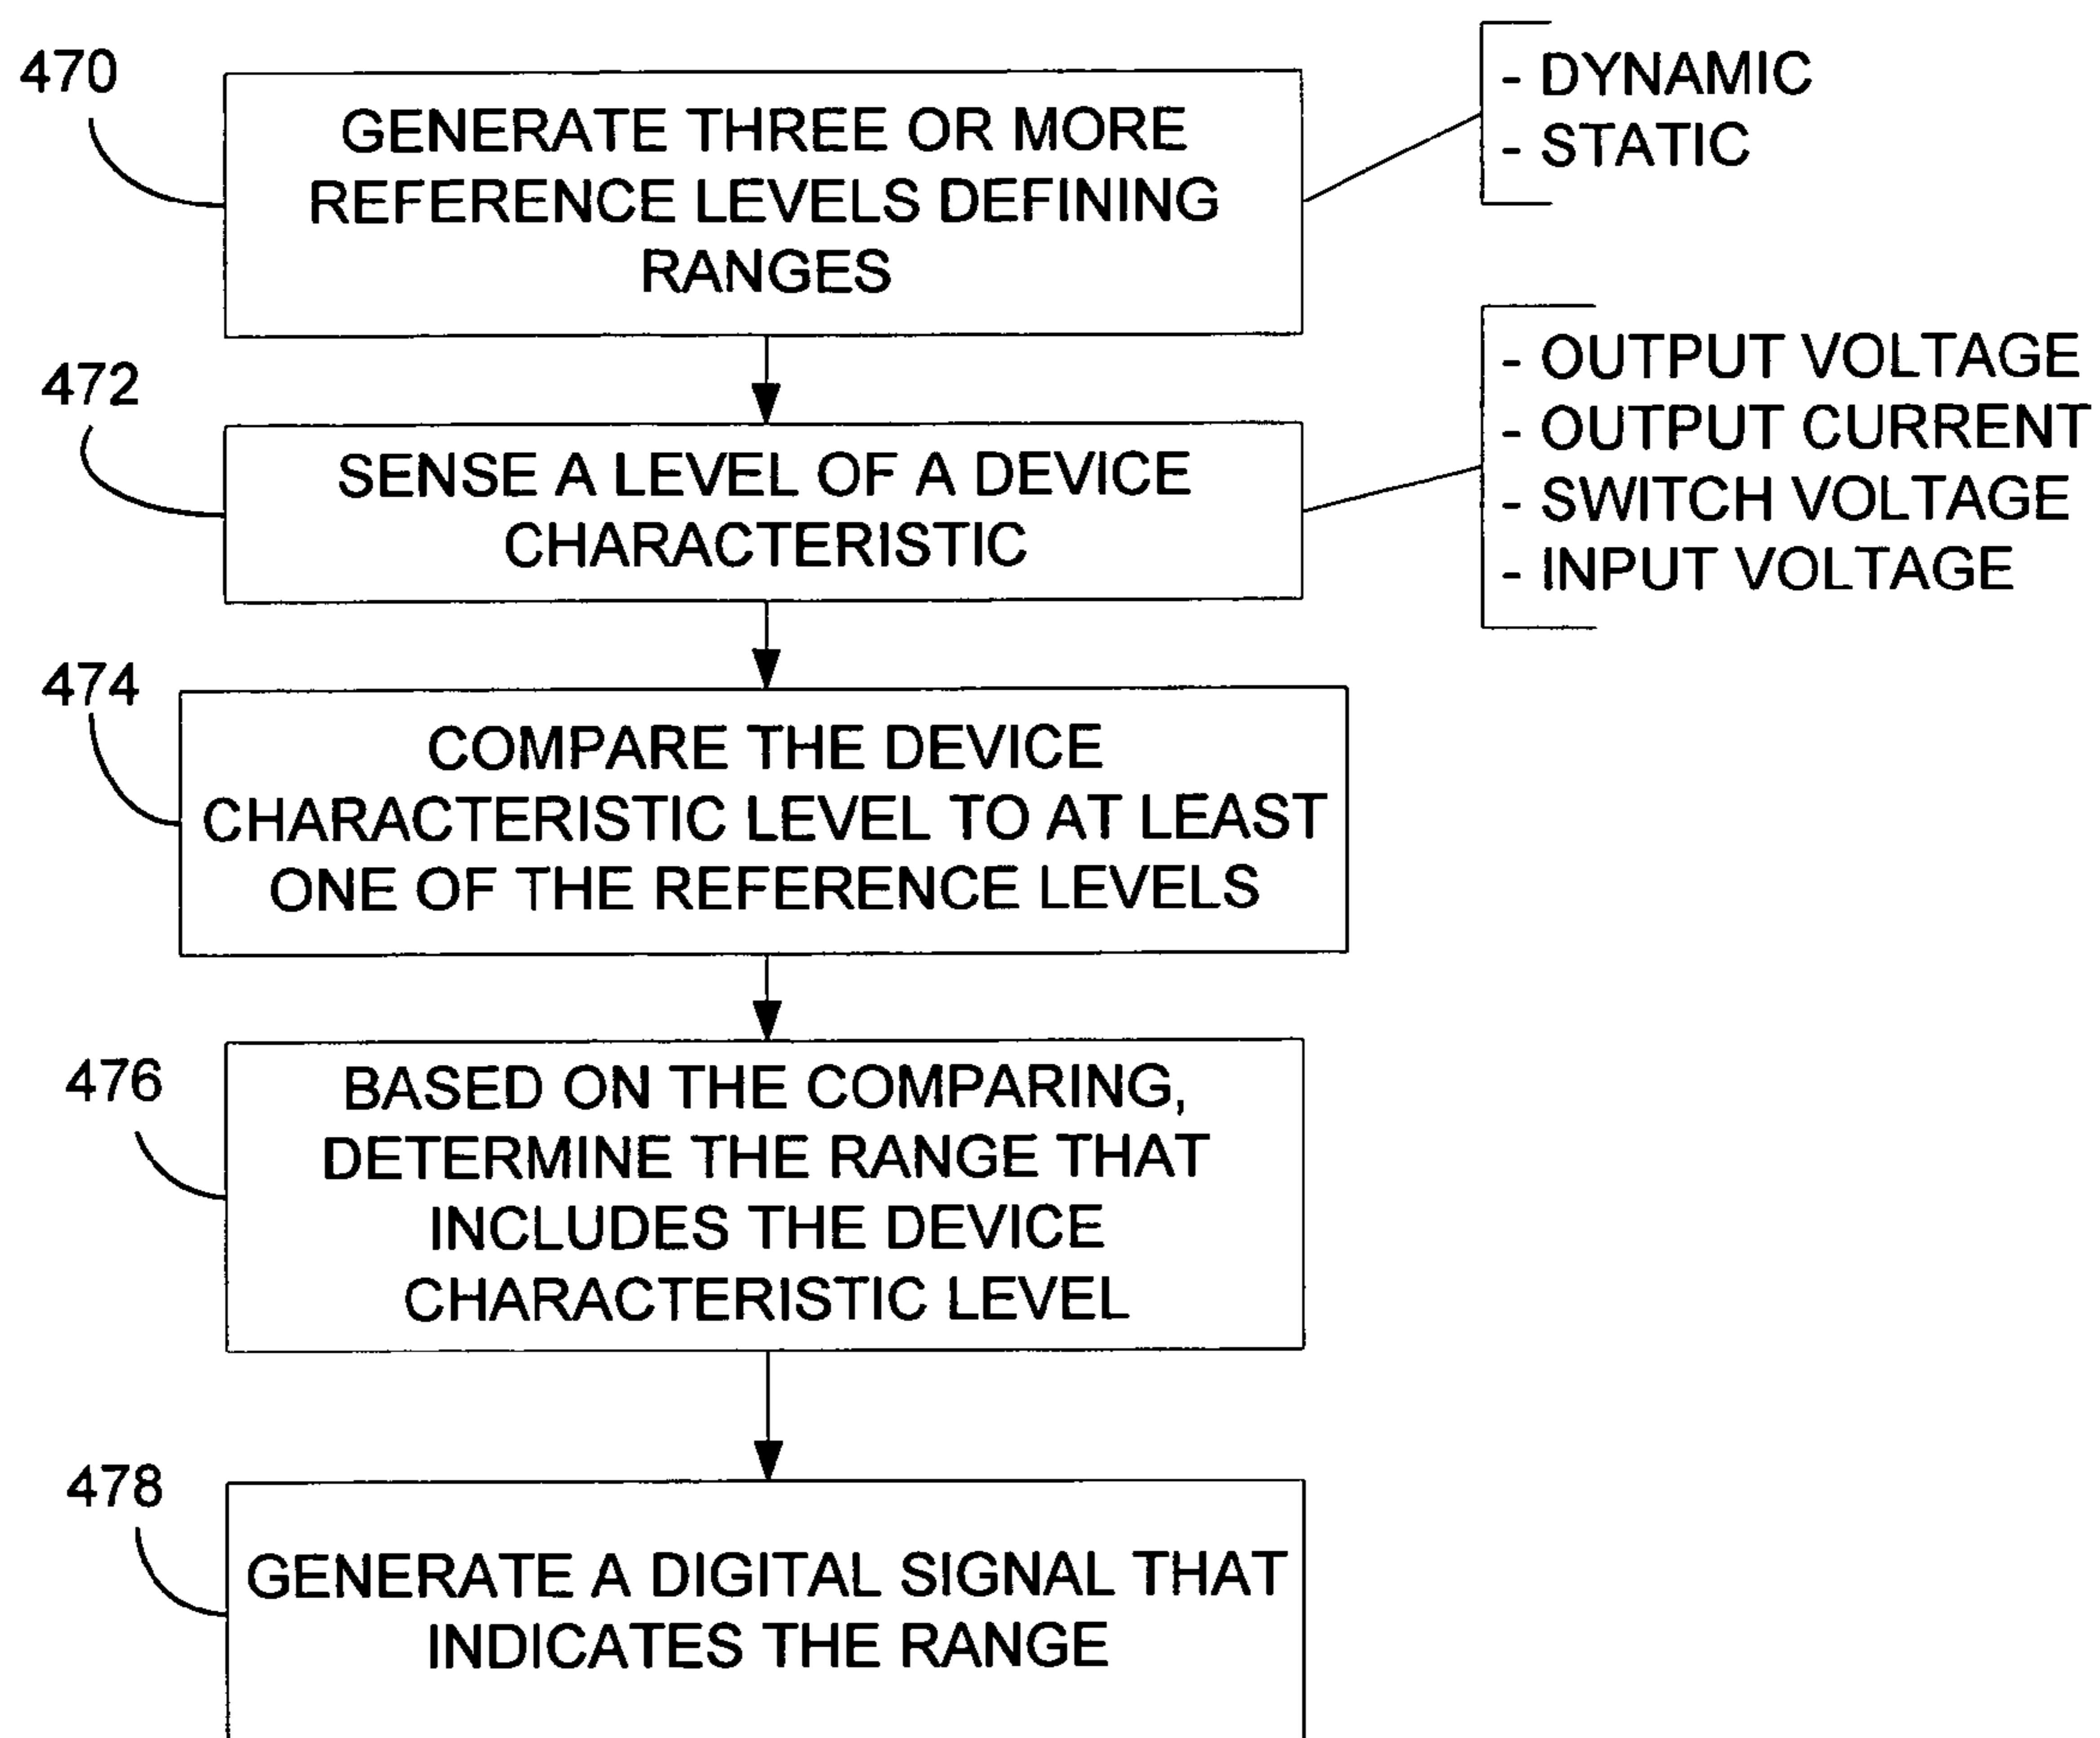 470
GENERATE THREE OR MORE
REFERENCE LEVELS DEFINING
RANGES
- DYNAMIC
- STATIC
472
SENSE A LEVEL OF A DEVICE
CHARACTERISTIC
- OUTPUT VOLTAGE
- OUTPUT CURRENT
- SWITCH VOLTAGE
- INPUT VOLTAGE
474
COMPARE THE DEVICE
CHARACTERISTIC LEVEL TO AT LEAST
ONE OF THE REFERENCE LEVELS
476
BASED ON THE COMPARING,
DETERMINE THE RANGE THAT
INCLUDES THE DEVICE
CHARACTERISTIC LEVEL
478
GENERATE A DIGITAL SIGNAL THAT
INDICATES THE RANGE